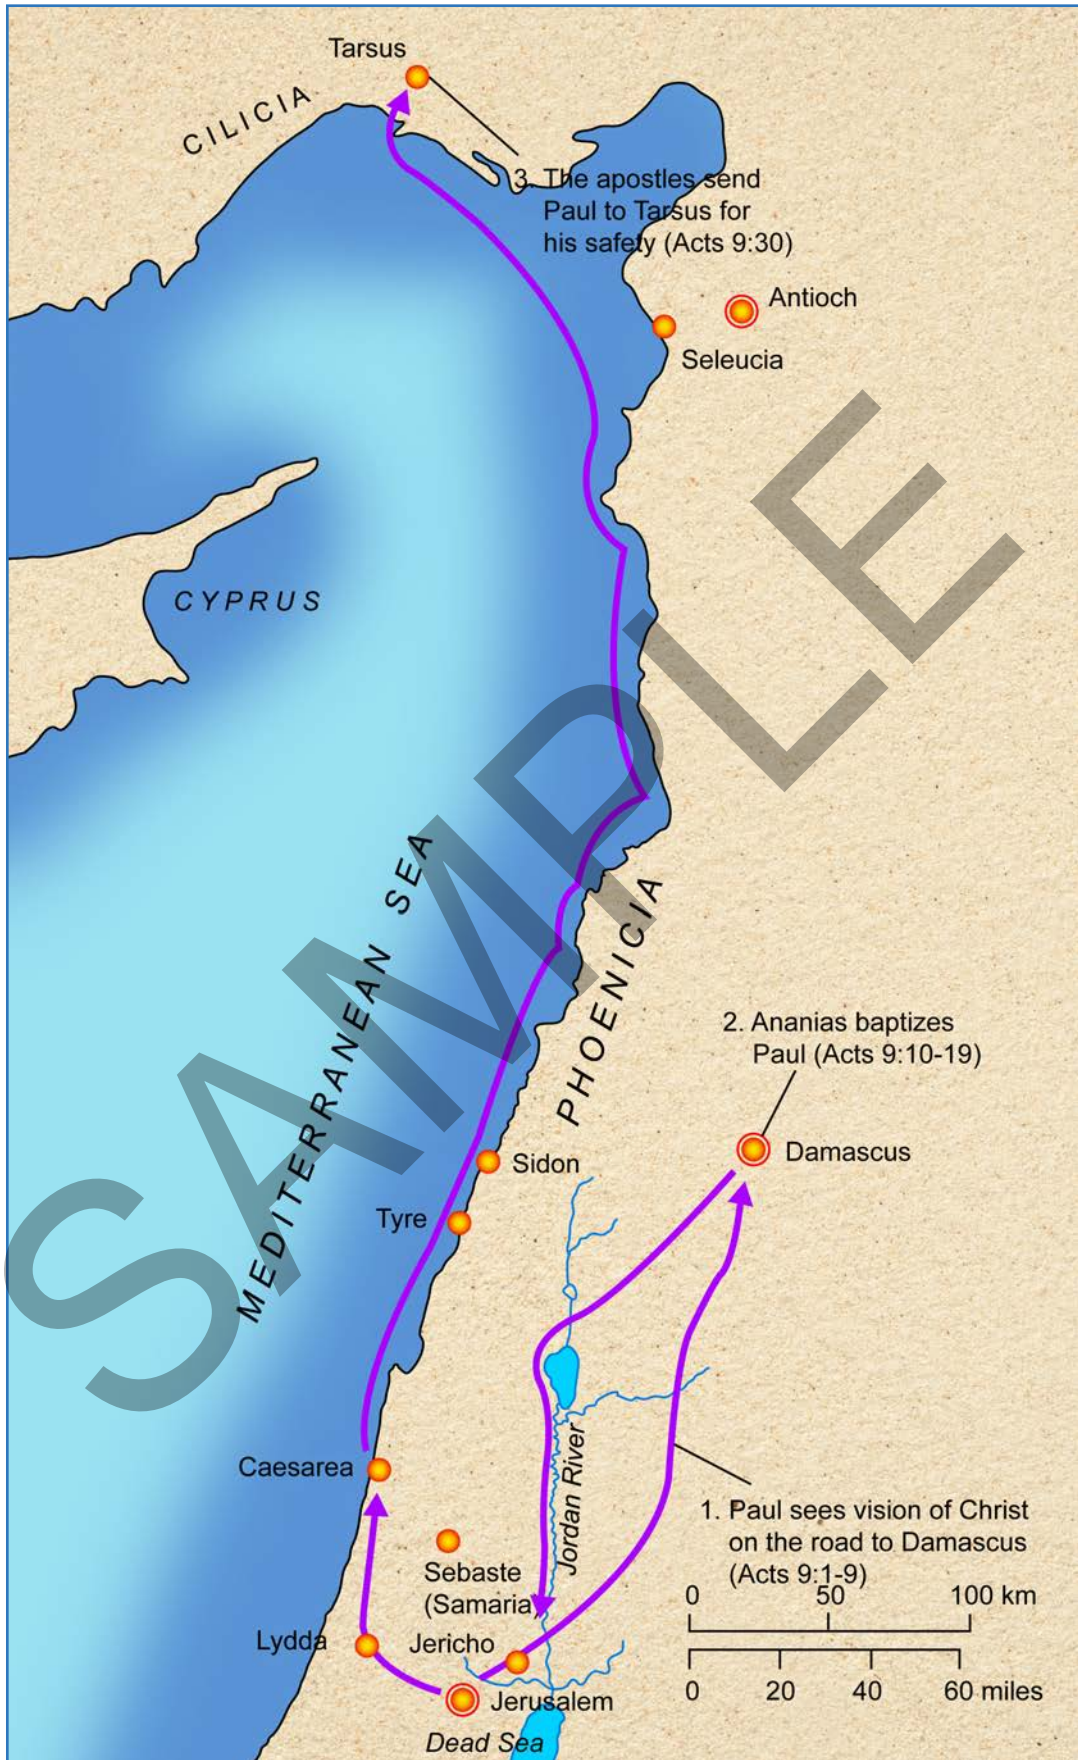 Tarsus
CILICIA
3. The apostles send
Paul to Tarsus for
his safety (Acts 9:30)
Antioch
Seleucia
CYPRUS
MEDITERRANEAN SEA
PHOENICIA
SAMPLE
2. Ananias baptizes
Paul (Acts 9:10-19)
Damascus
Sidon
Tyre
Caesarea
Jordan River
1. Paul sees vision of Christ
on the road to Damascus
(Acts 9:1-9)
Sebaste
(Samaria)
0 50 100 km
Lydda
Jericho
Jerusalem
0 20 40 60 miles
Dead Sea